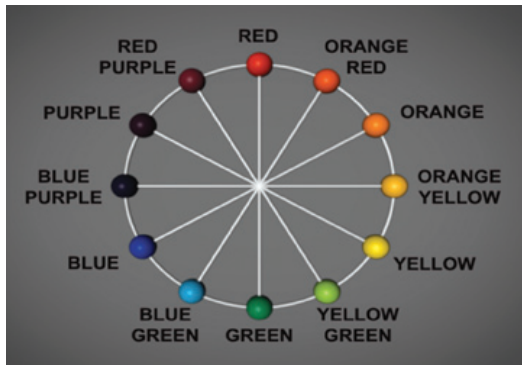 RED
ORANGE
RED
ORANGE
ORANGE
YELLOW
YELLOW
YELLOW
GREEN
GREEN
BLUE
GREEN
BLUE
BLUE
PURPLE
PURPLE
RED
PURPLE